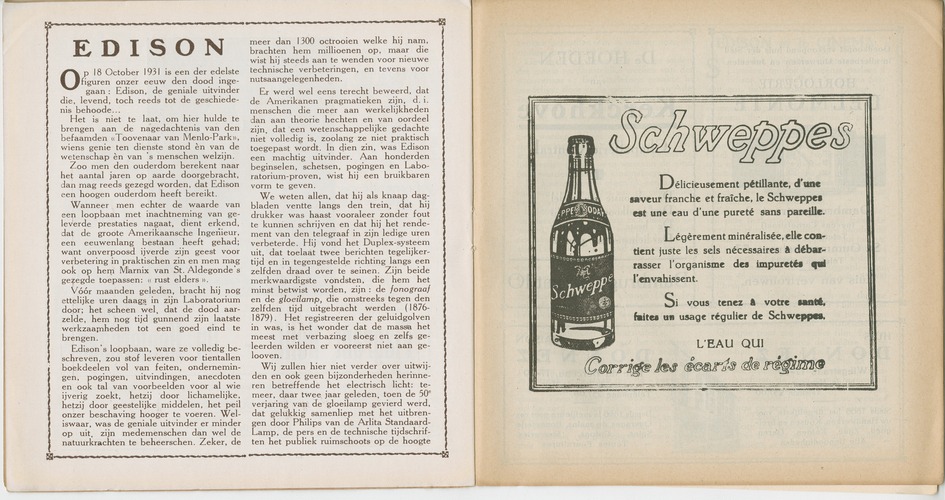 EDISON
Op 18 October 1931 is een der edelste
figuren onzer eeuw den dood inge-
gaan : Edison, de geniale uitvinder
die, levend, toch reeds tot de geschiede-
nis behoode...
Het is niet te laat, om hier hulde te
brengen aan de nagedachtenis van den
befaamden «Toovenaar van Menlo-Park»,
wiens genie ten dienste stond èn van de
wetenschap èn van 's menschen welzijn.
Zoo men den ouderdom berekent naar
het aantal jaren op aarde doorgebracht,
dan mag reeds gezegd worden, dat Edison
een hoogen ouderdom heeft bereikt.
Wanneer men echter de waarde van
een loopbaan met inachtneming van ge-
leverde prestaties nagaat, dient erkend,
dat de groote Amerikaansche Ingeñieur,
een eeuwenlang bestaan heeft gehad;
want onverpoosd ijverde zijn geest voor
verbetering in practischen zin en men mag
ook op hem Marnix van St. Aldegonde's
gezegde toepassen: « rust elders ».
Vóór maanden geleden, bracht hij nog
ettelijke uren daags in zijn Laboratorium
door; het scheen wel, dat de dood aar-
zelde, hem nog tijd gunnend zijn laatste
werkzaamheden tot een goed eind te
brengen.
Edison's loopbaan, ware ze volledig be-
schreven, zou stof leveren voor tientallen
boekdeelen vol van feiten, ondernemin-
gen, pogingen, uitvindingen, anecdoten
en ook tal van voorbeelden voor al wie
ijverig zoekt, hetzij door lichamelijke,
hetzij door geestelijke middelen, het peil
onzer beschaving hooger te voeren. Wel-
iswaar, was de geniale uitvinder er minder
op uit, zijn medemenschen dan wel de
natuurkrachten te beheerschen. Zeker, de
meer dan 1300 octrooien welke hij nam,
brachten hem millioenen op, maar die
wist hij steeds aan te wenden voor nieuwe
technische verbeteringen, en tevens voor
nutsaangelegenheden.
Er werd wel eens terecht beweerd, dat
de Amerikanen pragmatieken zijn, d. i.
menschen die meer aan werkelijkheden
dan aan theorie hechten en van oordeel
zijn, dat een wetenschappelijke gedachte
niet volledig is, zoolang ze niet praktisch
toegepast wordt. In dien zin, was Edison
een machtig uitvinder. Aan honderden
beginselen, schetsen, pogingen en Labo-
ratorium-proven, wist hij een bruikbaren
vorm te geven.
We weten allen, dat hij als knaap dag-
bladen ventte langs den trein, dat hij
drukker was haast vooraleer zonder fout
te kunnen schrijven en dat hij het rende-
ment van den telegraaf in zijn ledige uren
verbeterde. Hij vond het Duplex-systeem
uit, dat toelaat twee berichten tegelijker-
tijd en in tegengestelde richting langs een
zelfden draad over te seinen. Zijn beide
merkwaardigste vondsten, die hem het
minst betwist worden, zijn : de fonograaf
en de gloeilamp, die omstreeks tegen den
zelfden tijd uitgebracht werden (1876-
1879). Het registreeren der geluidgolven
in was, is het wonder dat de massa het
meest met verbazing sloeg en zelfs ge-
leerden wilden er vooreerst niet aan ge-
looven.
Wij zullen hier niet verder over uitwij-
den en ook geen bijzonderheden herinne-
ren betreffende het electrisch licht: te-
meer, daar twee jaar geleden, toen de 50e
verjaring van de gloeilamp gevierd werd,
dat gelukkig samenliep met het uitbren-
gen door Philips van de Arlita Standaard-
Lamp, de pers en de technische tijdschrif-
ten het publiek ruimschoots op de hoogte
Schweppes
Délicieusement pétillante, d'une
saveur franche et fraîche, le Schweppes
est une eau d'une pureté sans pareille.
Légèrement minéralisée, elle con-
tient juste les sels nécessaires à débar-
rasser l'organisme des impuretés qui
l'envahissent.
Si vous tenez à votre santé,
faites un usage régulier de Schweppes.
L'EAU QUI
Corrige les écarts de régime